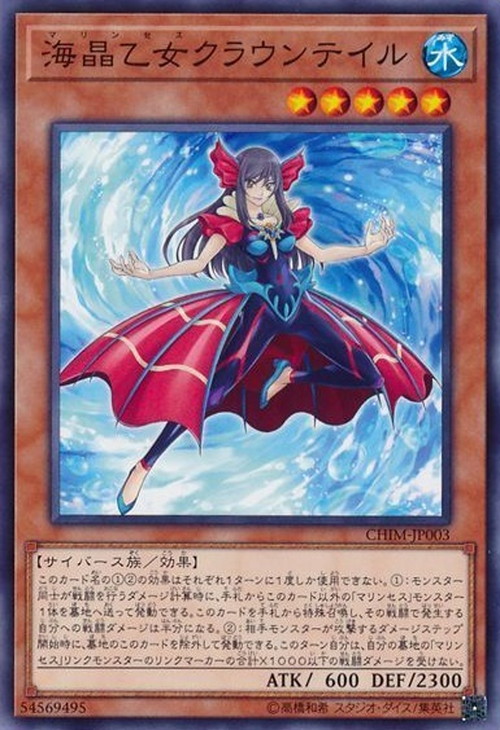 マリンセス
海晶乙女クラウンテイル
水
CHIM-JP003
【サイバース族／効果】
このカード名の①②の効果はそれぞれ１ターンに１度しか使用できない。①：モンスター
同士が戦闘を行うダメージ計算時に、手札からこのカード以外の「マリンセス」モンスター
１体を墓地へ送って発動できる。このカードを手札から特殊召喚し、その戦闘で発生する
自分への戦闘ダメージは半分になる。②：相手モンスターが攻撃するダメージステップ
開始時に、墓地のこのカードを除外して発動できる。このターン自分は、自分の墓地の「マリン
セス」リンクモンスターのリンクマーカーの合計×1000以下の戦闘ダメージを受けない。
ATK/ 600 DEF/2300
54569495
©高橋和希 スタジオ・ダイス/集英社